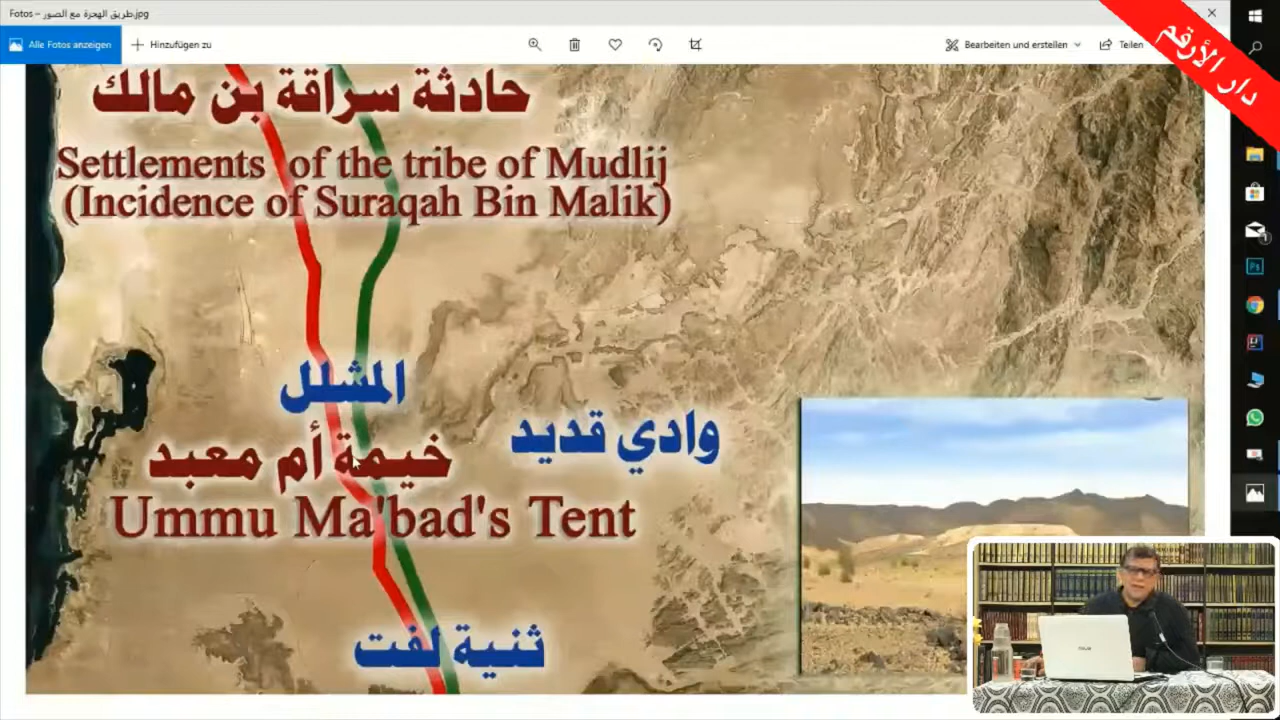 Fotos – طريق الهجرة مع الصور.jpg
Alle Fotos anzeigen
Hinzufügen zu
Bearbeiten und erstellen
Teilen
دار الأرقم
حادثة سراقة بن مالك
Settlements of the tribe of Mudlij
(Incidence of Suraqah Bin Malik)
المشلل
وادي قديد
خيمة أم معبد
Ummu Ma'bad's Tent
ثنية لفت